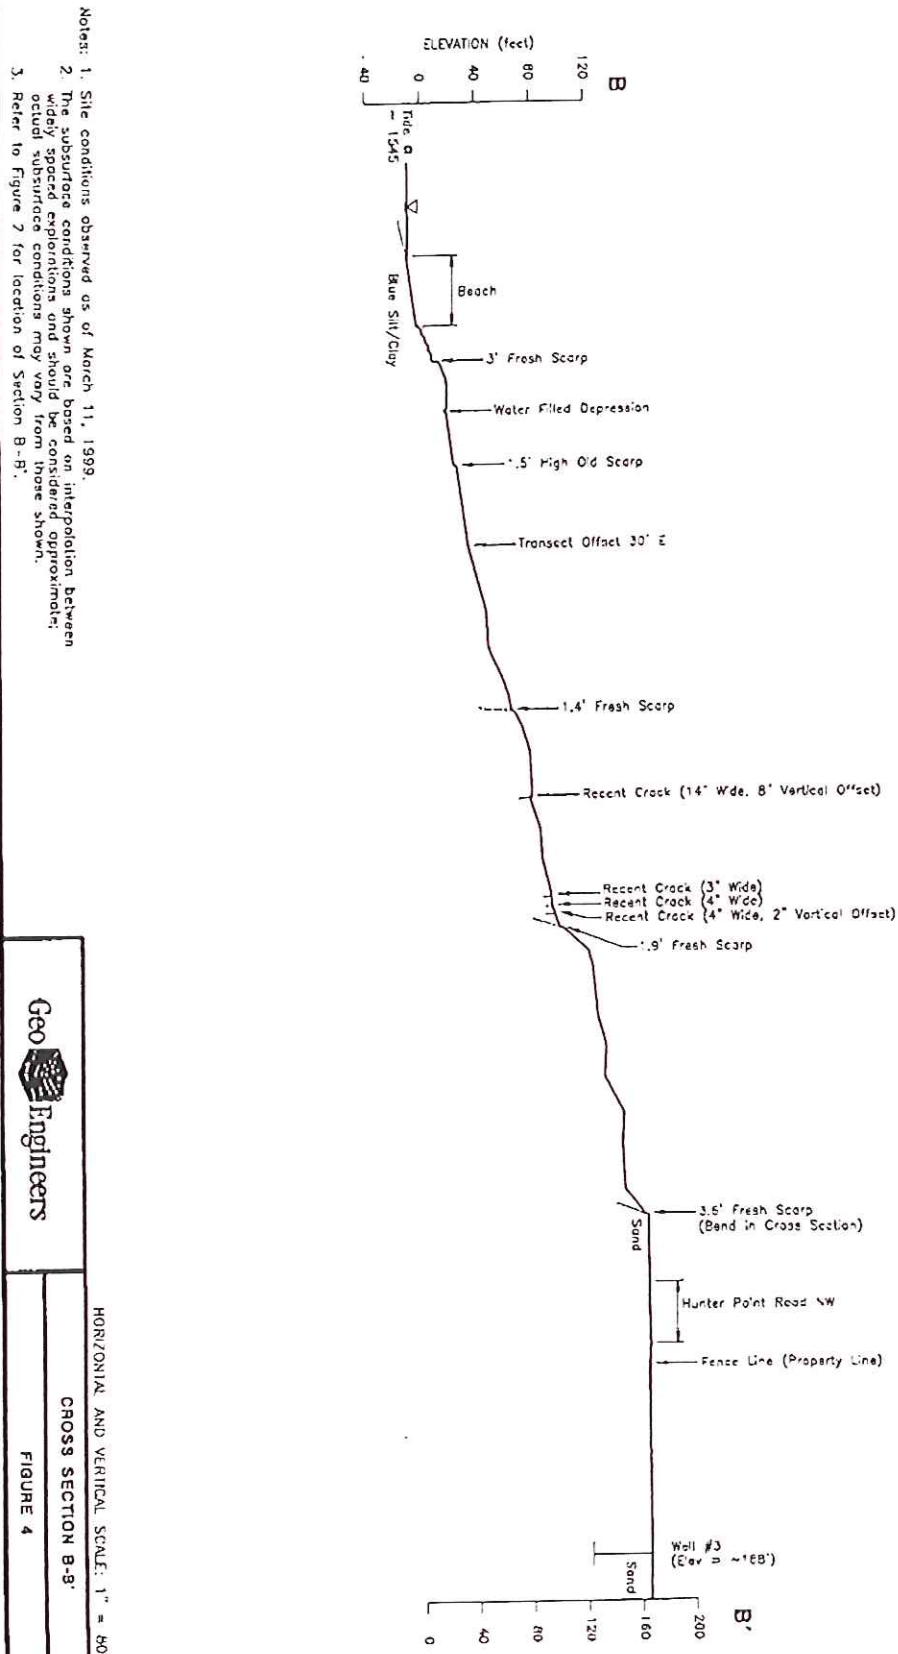 B
ELEVATION (feet)
120
80
40
0
- 40
Tide @
~ 1545
Beach
Blue Silt/Clay
3' Fresh Scarp
Water Filled Depression
1.5' High Old Scarp
Transect Offset 30' E
1.4' Fresh Scarp
Recent Crack (14" Wide, 8" Vertical Offset)
Recent Crack (3" Wide)
Recent Crack (4" Wide)
Recent Crack (4" Wide, 2" Vertical Offset)
1.9' Fresh Scarp
3.5' Fresh Scarp
(Bend in Cross Section)
Sand
Hunter Point Road NW
Fence Line (Property Line)
Well #3
(Elev = ~168')
Sand
B'
200
160
120
80
40
0
HORIZONTAL AND VERTICAL SCALE: 1" = 80
Notes: 1. Site conditions observed as of March 11, 1999.
2. The subsurface conditions shown are based on interpolation between
widely spaced explorations and should be considered approximate;
actual subsurface conditions may vary from those shown.
3. Refer to Figure 2 for location of Section B-B'.
Geo Engineers
CROSS SECTION B-B'
FIGURE 4